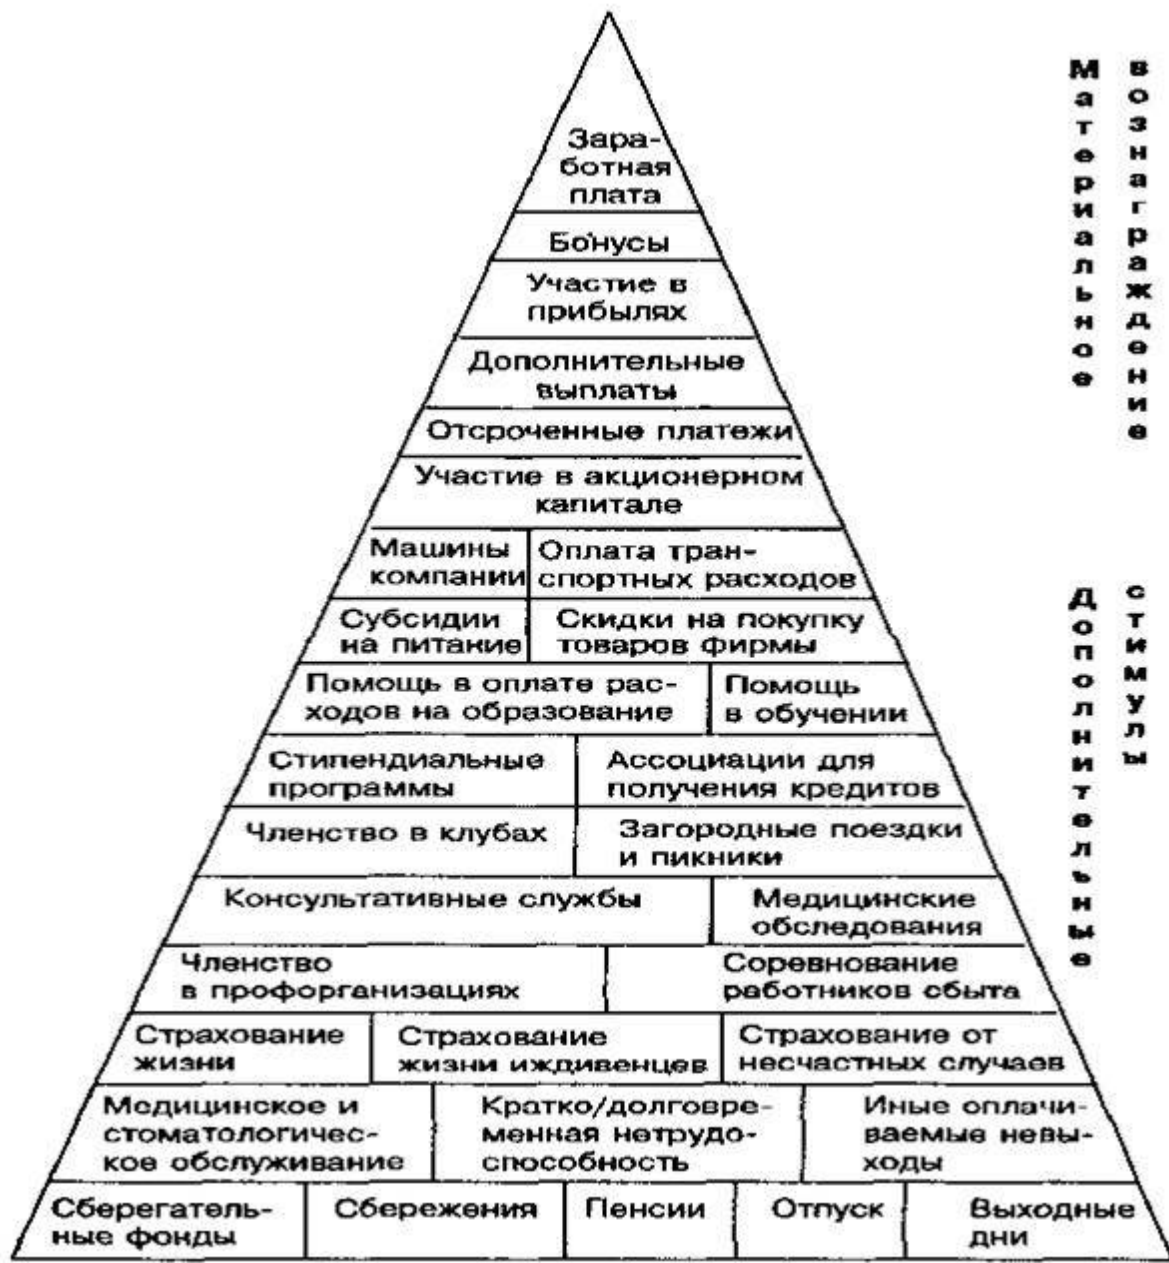 Зара-
ботная
плата
Бонусы
Участие в
прибылях
Дополнительные
выплаты
Отсроченные платежи
Участие в акционерном
капитале
Машины
компании
Оплата тран-
спортных расходов
Субсидии
на питание
Скидки на покупку
товаров фирмы
Помощь в оплате рас-
ходов на образование
Помощь
в обучении
Стипендиальные
программы
Ассоциации для
получения кредитов
Членство в клубах
Загородные поездки
и пикники
Консультативные службы
Медицинские
обследования
Членство
в профорганизациях
Соревнование
работников сбыта
Страхование
жизни
Страхование
жизни иждивенцев
Страхование от
несчастных случаев
Медицинское и
стоматологичес-
кое обслуживание
Кратко/долговре-
менная нетрудо-
способность
Иные оплачи-
ваемые невы-
ходы
Сберегатель-
ные фонды
Сбережения
Пенсии
Отпуск
Выходные
дни
Материальное
вознаграждение
Дополнительные
стимулы